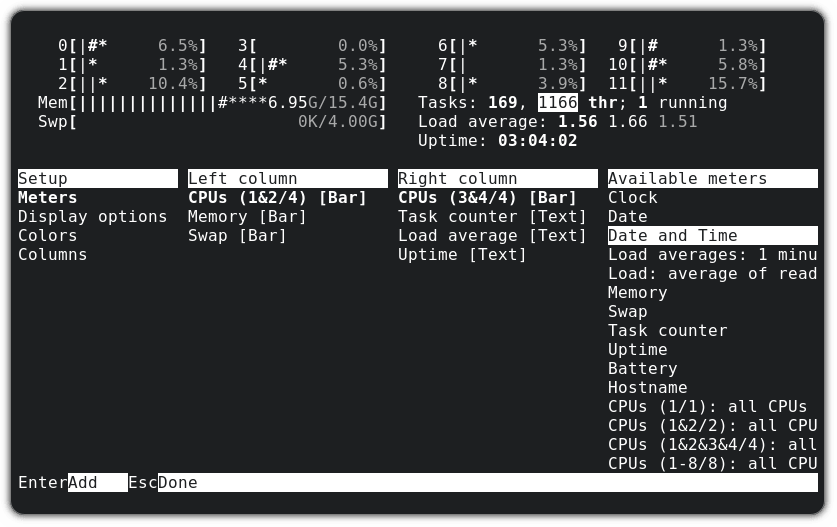 0[|#* 6.5%] 3[ 0.0%] 6[|* 5.3%] 9[|# 1.3%]
1[|* 1.3%] 4[|#* 5.3%] 7[| 1.3%] 10[|#* 5.8%]
2[||* 10.4%] 5[* 0.6%] 8[|* 3.9%] 11[||* 15.7%]
Mem[||||||||||||||#****6.95G/15.4G] Tasks: 169, 1166 thr; 1 running
Swp[ 0K/4.00G] Load average: 1.56 1.66 1.51
Uptime: 03:04:02
Setup Left column Right column Available meters
Meters CPUs (1&2/4) [Bar] CPUs (3&4/4) [Bar] Clock
Display options Memory [Bar] Task counter [Text] Date
Colors Swap [Bar] Load average [Text] Date and Time
Columns Uptime [Text] Load averages: 1 minu
Load: average of read
Memory
Swap
Task counter
Uptime
Battery
Hostname
CPUs (1/1): all CPUs
CPUs (1&2/2): all CPU
CPUs (1&2&3&4/4): all
CPUs (1-8/8): all CPU
EnterAdd EscDone